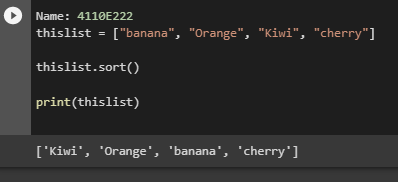 Name: 4110E222
thislist = ["banana", "Orange", "Kiwi", "cherry"]
thislist.sort()
print(thislist)
['Kiwi', 'Orange', 'banana', 'cherry']